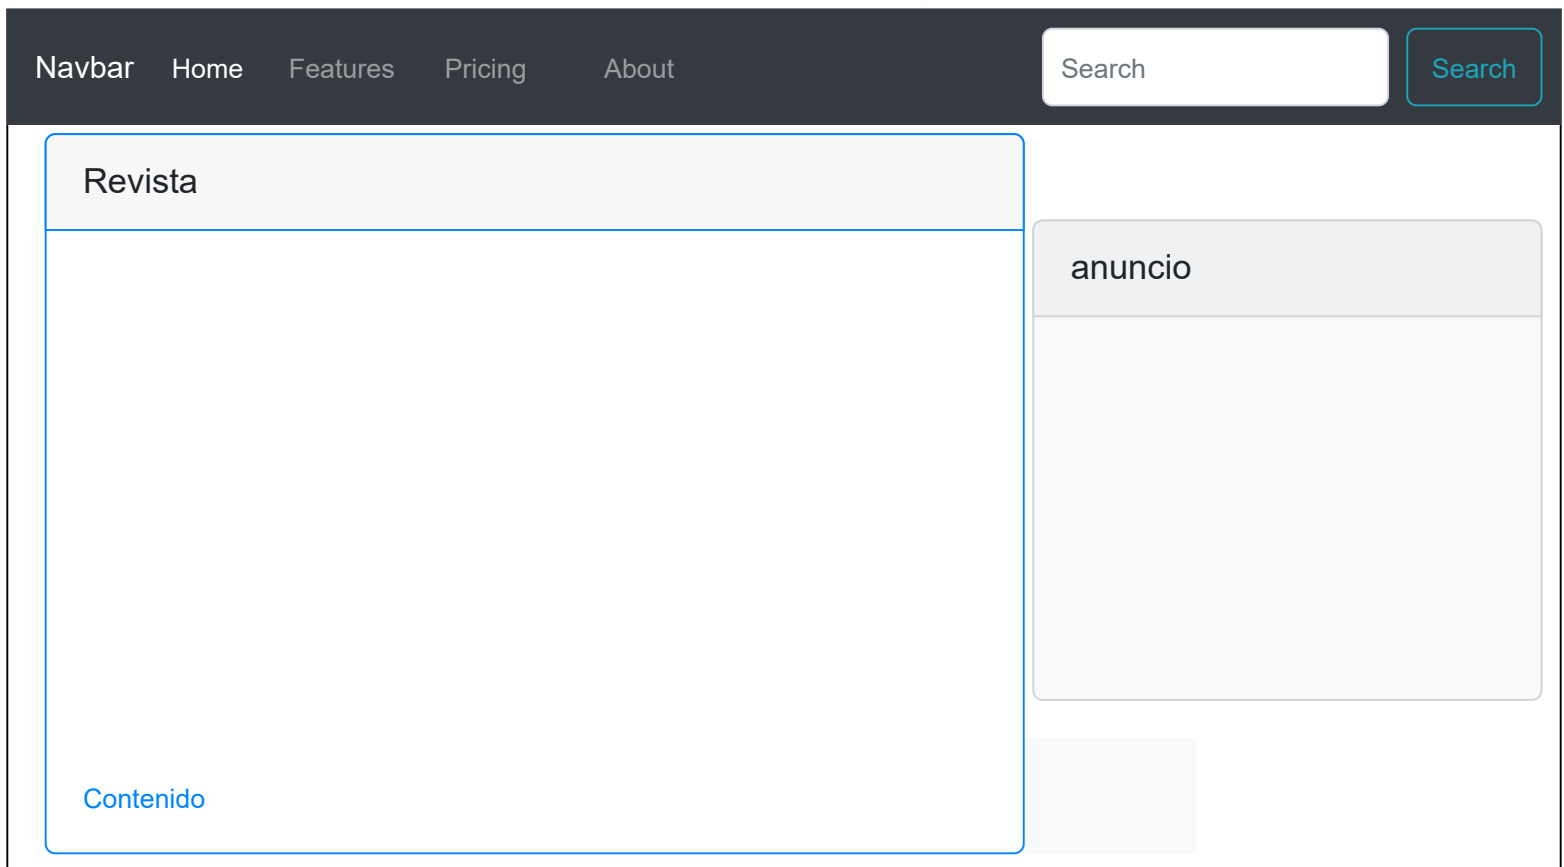 Navbar Home Features Pricing About Search Search
Revista
anuncio
Contenido